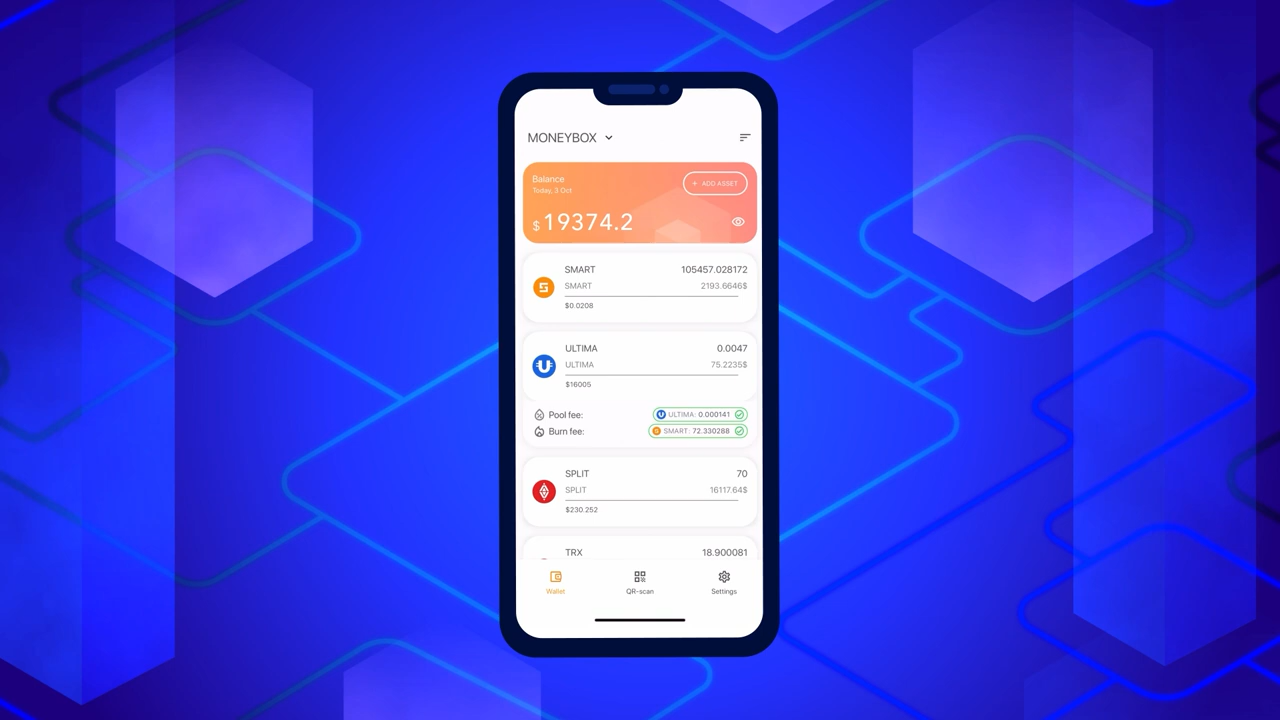 MONEYBOX
Balance
Today, 3 Oct
+ ADD ASSET
$19374.2
SMART 105457.028172
SMART 2193.6646$
$0.0208
ULTIMA 0.0047
ULTIMA 75.2235$
$16005
Pool fee: ULTIMA: 0.000141
Burn fee: SMART: 72.330288
SPLIT 70
SPLIT 16117.64$
$230.252
TRX 18.900081
Wallet QR-scan Settings